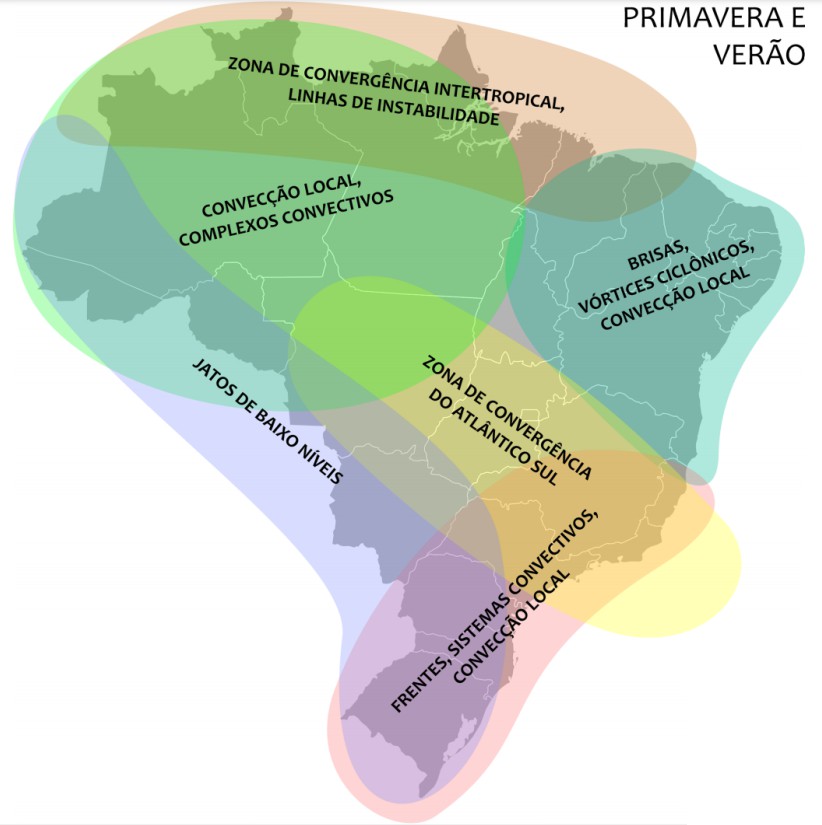 PRIMAVERA E
VERÃO
ZONA DE CONVERGÊNCIA INTERTROPICAL,
LINHAS DE INSTABILIDADE
CONVECÇÃO LOCAL,
COMPLEXOS CONVECTIVOS
BRISAS,
VÓRTICES CICLÔNICOS,
CONVECÇÃO LOCAL
JATOS DE BAIXO NÍVEIS
ZONA DE CONVERGÊNCIA
DO ATLÂNTICO SUL
FRENTES, SISTEMAS CONVECTIVOS,
CONVECÇÃO LOCAL